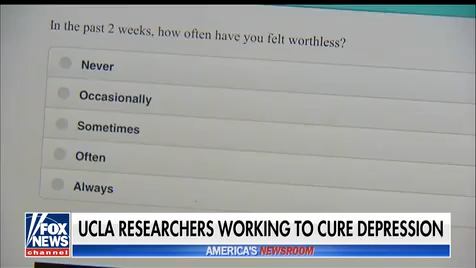 In the past 2 weeks, how often have you felt worthless?
Never
Occasionally
Sometimes
Often
Always
FOX
NEWS
channel
UCLA RESEARCHERS WORKING TO CURE DEPRESSION
AMERICA'S NEWSROOM